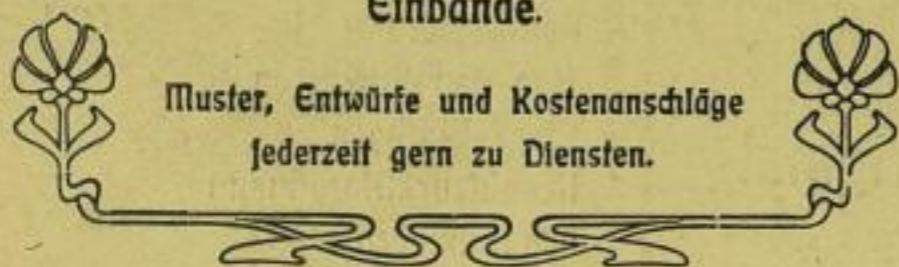 Einbände.
Muster, Entwürfe und Kostenanschläge
jederzeit gern zu Diensten.